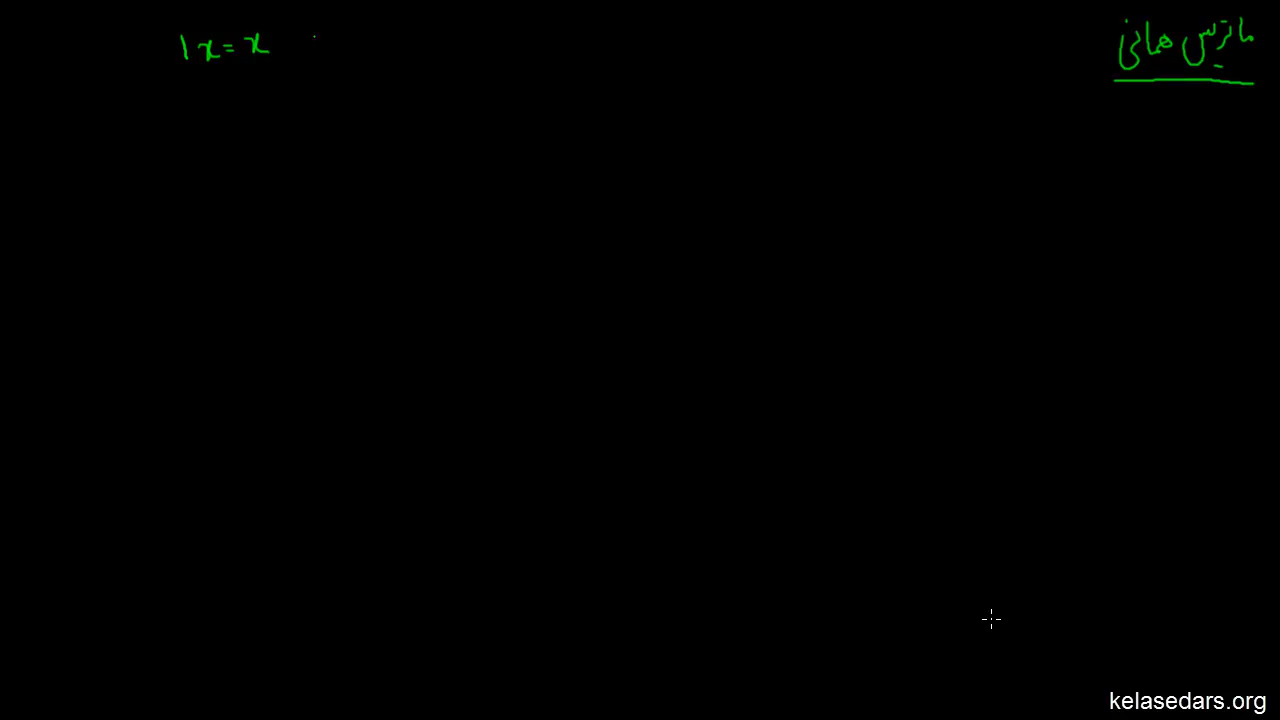 ماتریس همانی
1x = x
kelasedars.org